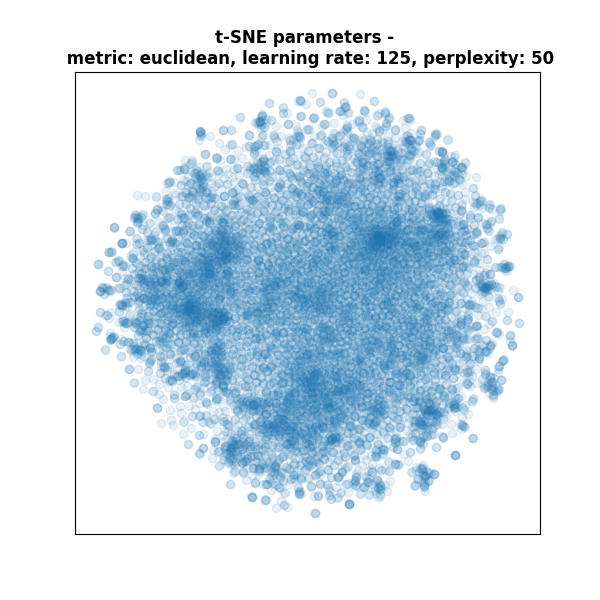 t-SNE parameters -
metric: euclidean, learning rate: 125, perplexity: 50